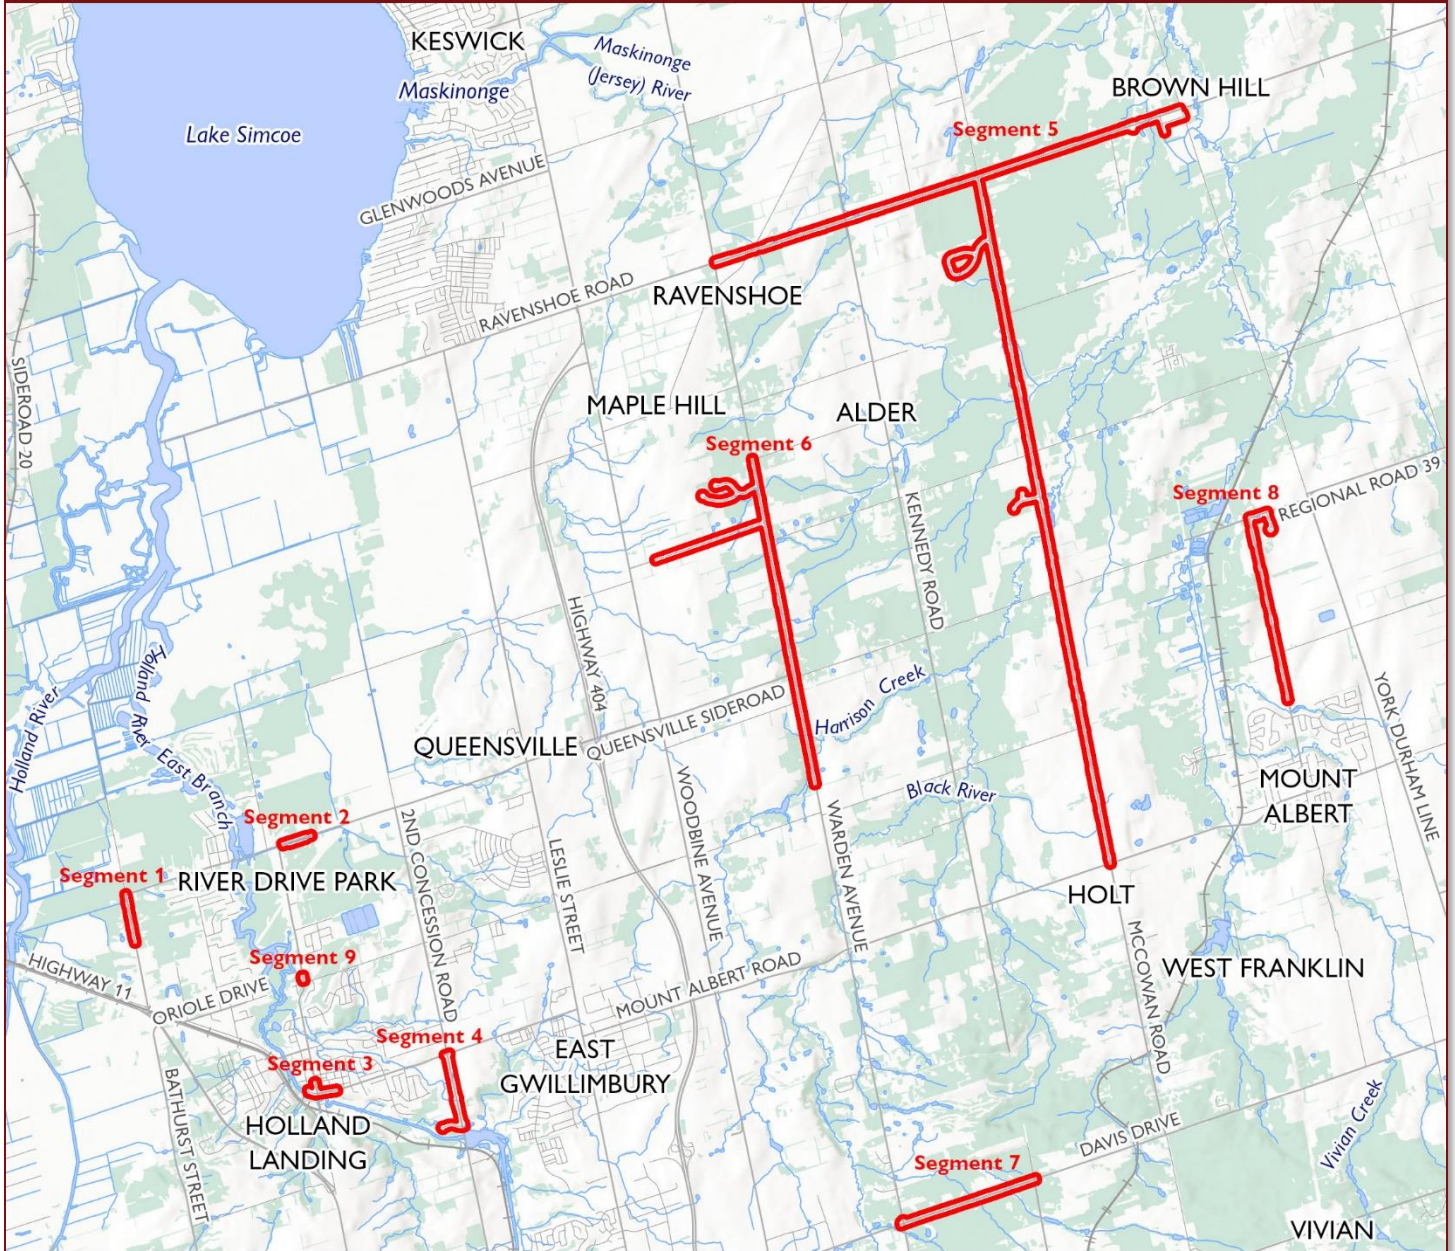 KESWICK
Maskinonge
(Jersey) River
Maskinonge
BROWN HILL
Lake Simcoe
Segment 5
GLENWOODS AVENUE
RAVENSHOE ROAD
RAVENSHOE
SIDEROAD 20
MAPLE HILL
ALDER
Segment 6
REGIONAL ROAD 39
Segment 8
KENNEDY ROAD
HIGHWAY 404
Holland River
Holland River East Branch
Harrison Creek
QUEENSVILLE SIDEROAD
QUEENSVILLE
YORK DURHAM LINE
MOUNT
ALBERT
Black River
WOODBINE AVENUE
WARDEN AVENUE
2ND CONCESSION ROAD
LESLIE STREET
Segment 2
Segment 1
RIVER DRIVE PARK
HOLT
Segment 9
MCCOWAN ROAD
WEST FRANKLIN
HIGHWAY 11
ORIOLE DRIVE
MOUNT ALBERT ROAD
Segment 4
EAST
GWILLIMBURY
Segment 3
BATHURST STREET
HOLLAND
LANDING
DAVIS DRIVE
Vivian Creek
Segment 7
VIVIAN